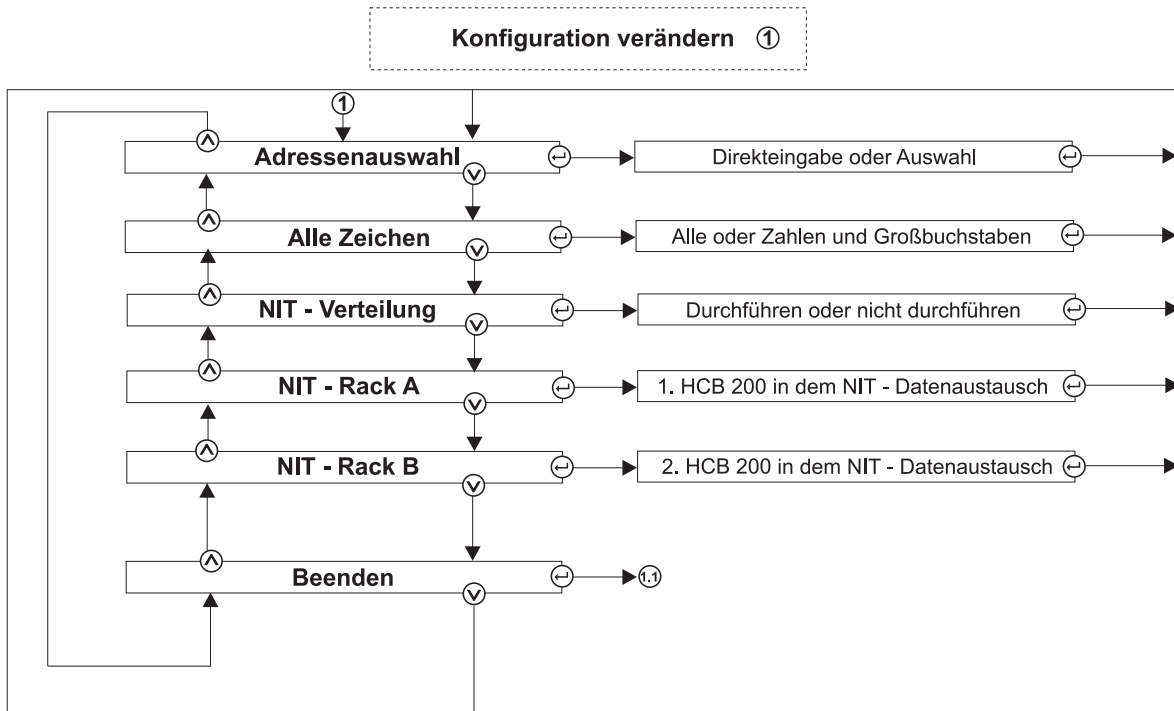 Konfiguration verändern ①
①
Adressenauswahl
Direkteingabe oder Auswahl
Alle Zeichen
Alle oder Zahlen und Großbuchstaben
NIT - Verteilung
Durchführen oder nicht durchführen
NIT - Rack A
1. HCB 200 in dem NIT - Datenaustausch
NIT - Rack B
2. HCB 200 in dem NIT - Datenaustausch
Beenden
1.1